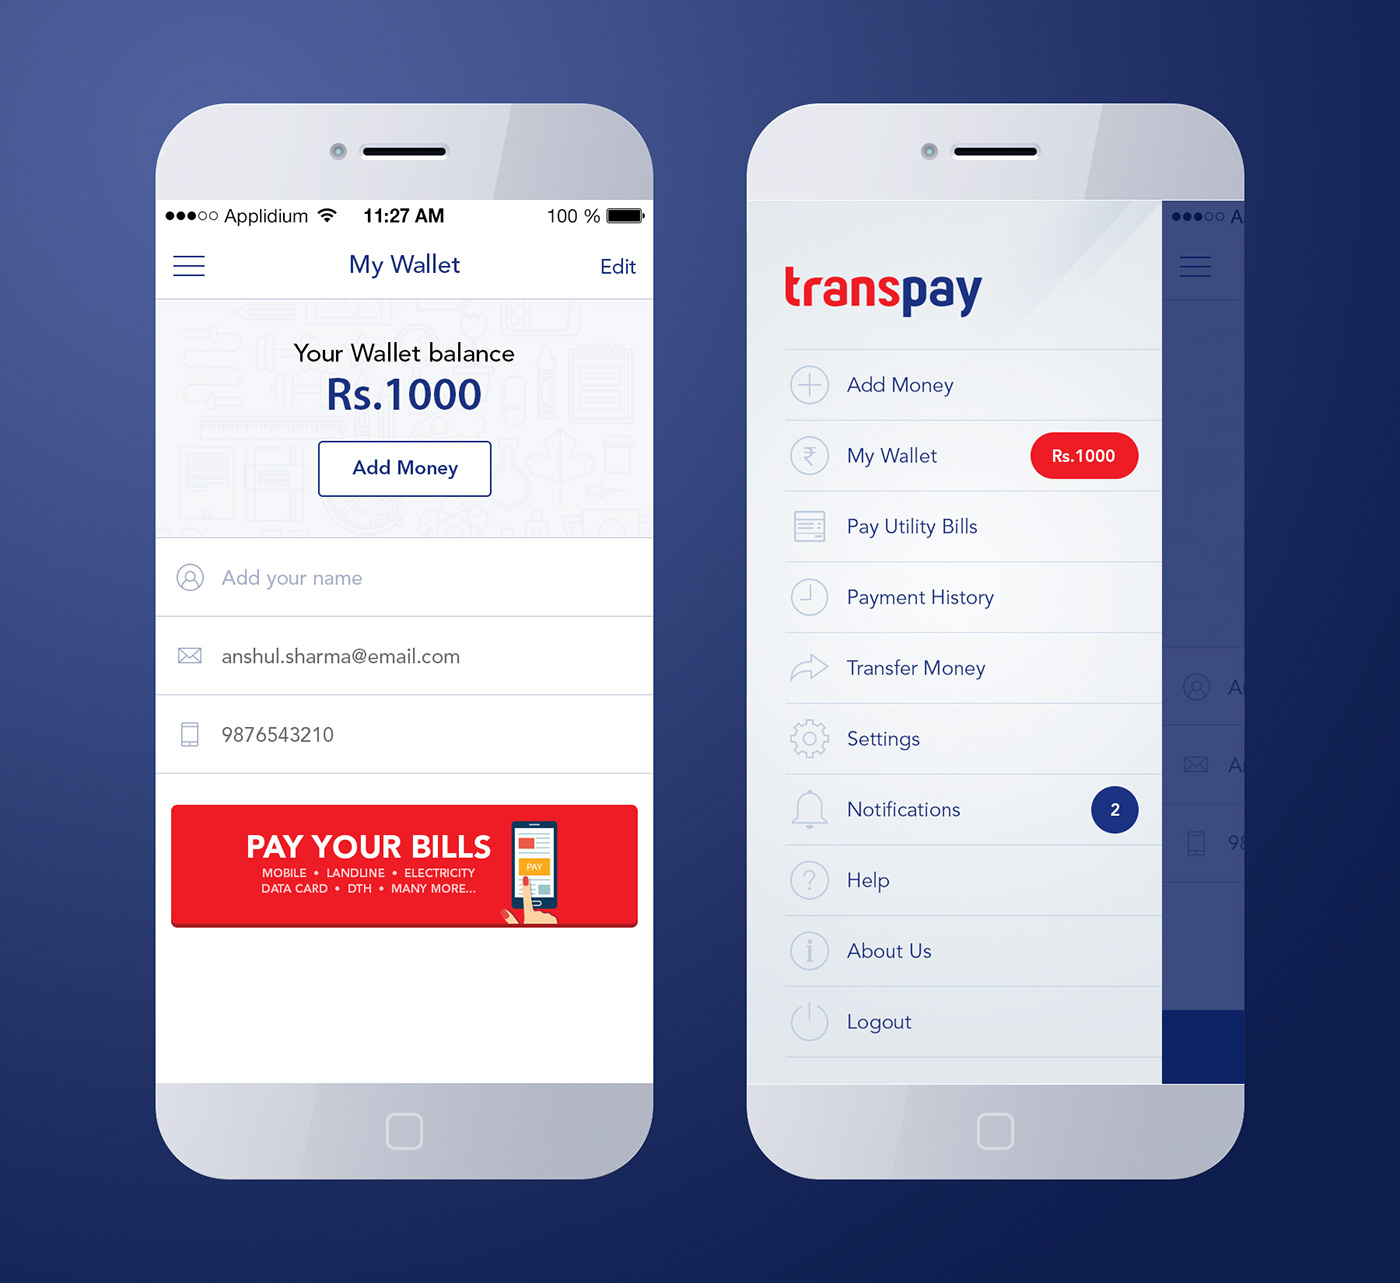 Applidium 11:27 AM 100 %
My Wallet Edit
Your Wallet balance
Rs.1000
Add Money
Add your name
anshul.sharma@email.com
9876543210
PAY YOUR BILLS
MOBILE • LANDLINE • ELECTRICITY
DATA CARD • DTH • MANY MORE...
PAY
transpay
Add Money
My Wallet Rs.1000
Pay Utility Bills
Payment History
Transfer Money
Settings
Notifications 2
Help
About Us
Logout